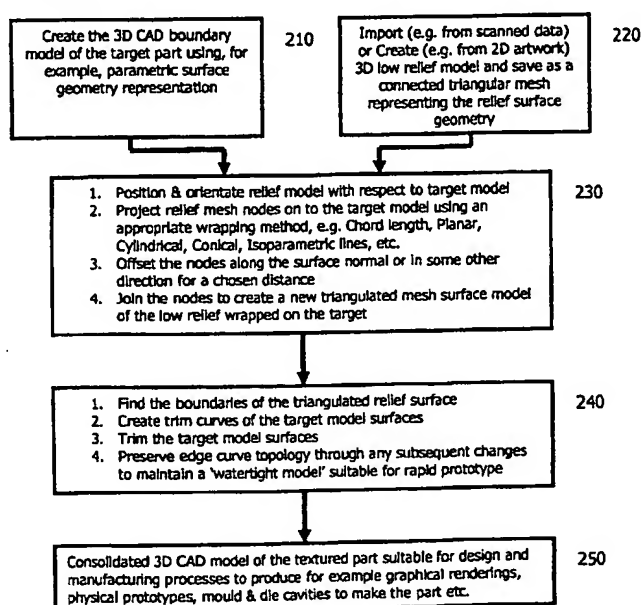 Create the 3D CAD boundary
model of the target part using, for
example, parametric surface
geometry representation
210
Import (e.g. from scanned data)
or Create (e.g. from 2D artwork)
3D low relief model and save as a
connected triangular mesh
representing the relief surface
geometry
220
1. Position & orientate relief model with respect to target model
2. Project relief mesh nodes on to the target model using an
appropriate wrapping method, e.g. Chord length, Planar,
Cylindrical, Conical, Isoparametric lines, etc.
3. Offset the nodes along the surface normal or in some other
direction for a chosen distance
4. Join the nodes to create a new triangulated mesh surface model
of the low relief wrapped on the target
230
1. Find the boundaries of the triangulated relief surface
2. Create trim curves of the target model surfaces
3. Trim the target model surfaces
4. Preserve edge curve topology through any subsequent changes
to maintain a 'watertight model' suitable for rapid prototype
240
Consolidated 3D CAD model of the textured part suitable for design and
manufacturing processes to produce for example graphical renderings,
physical prototypes, mould & die cavities to make the part etc.
250